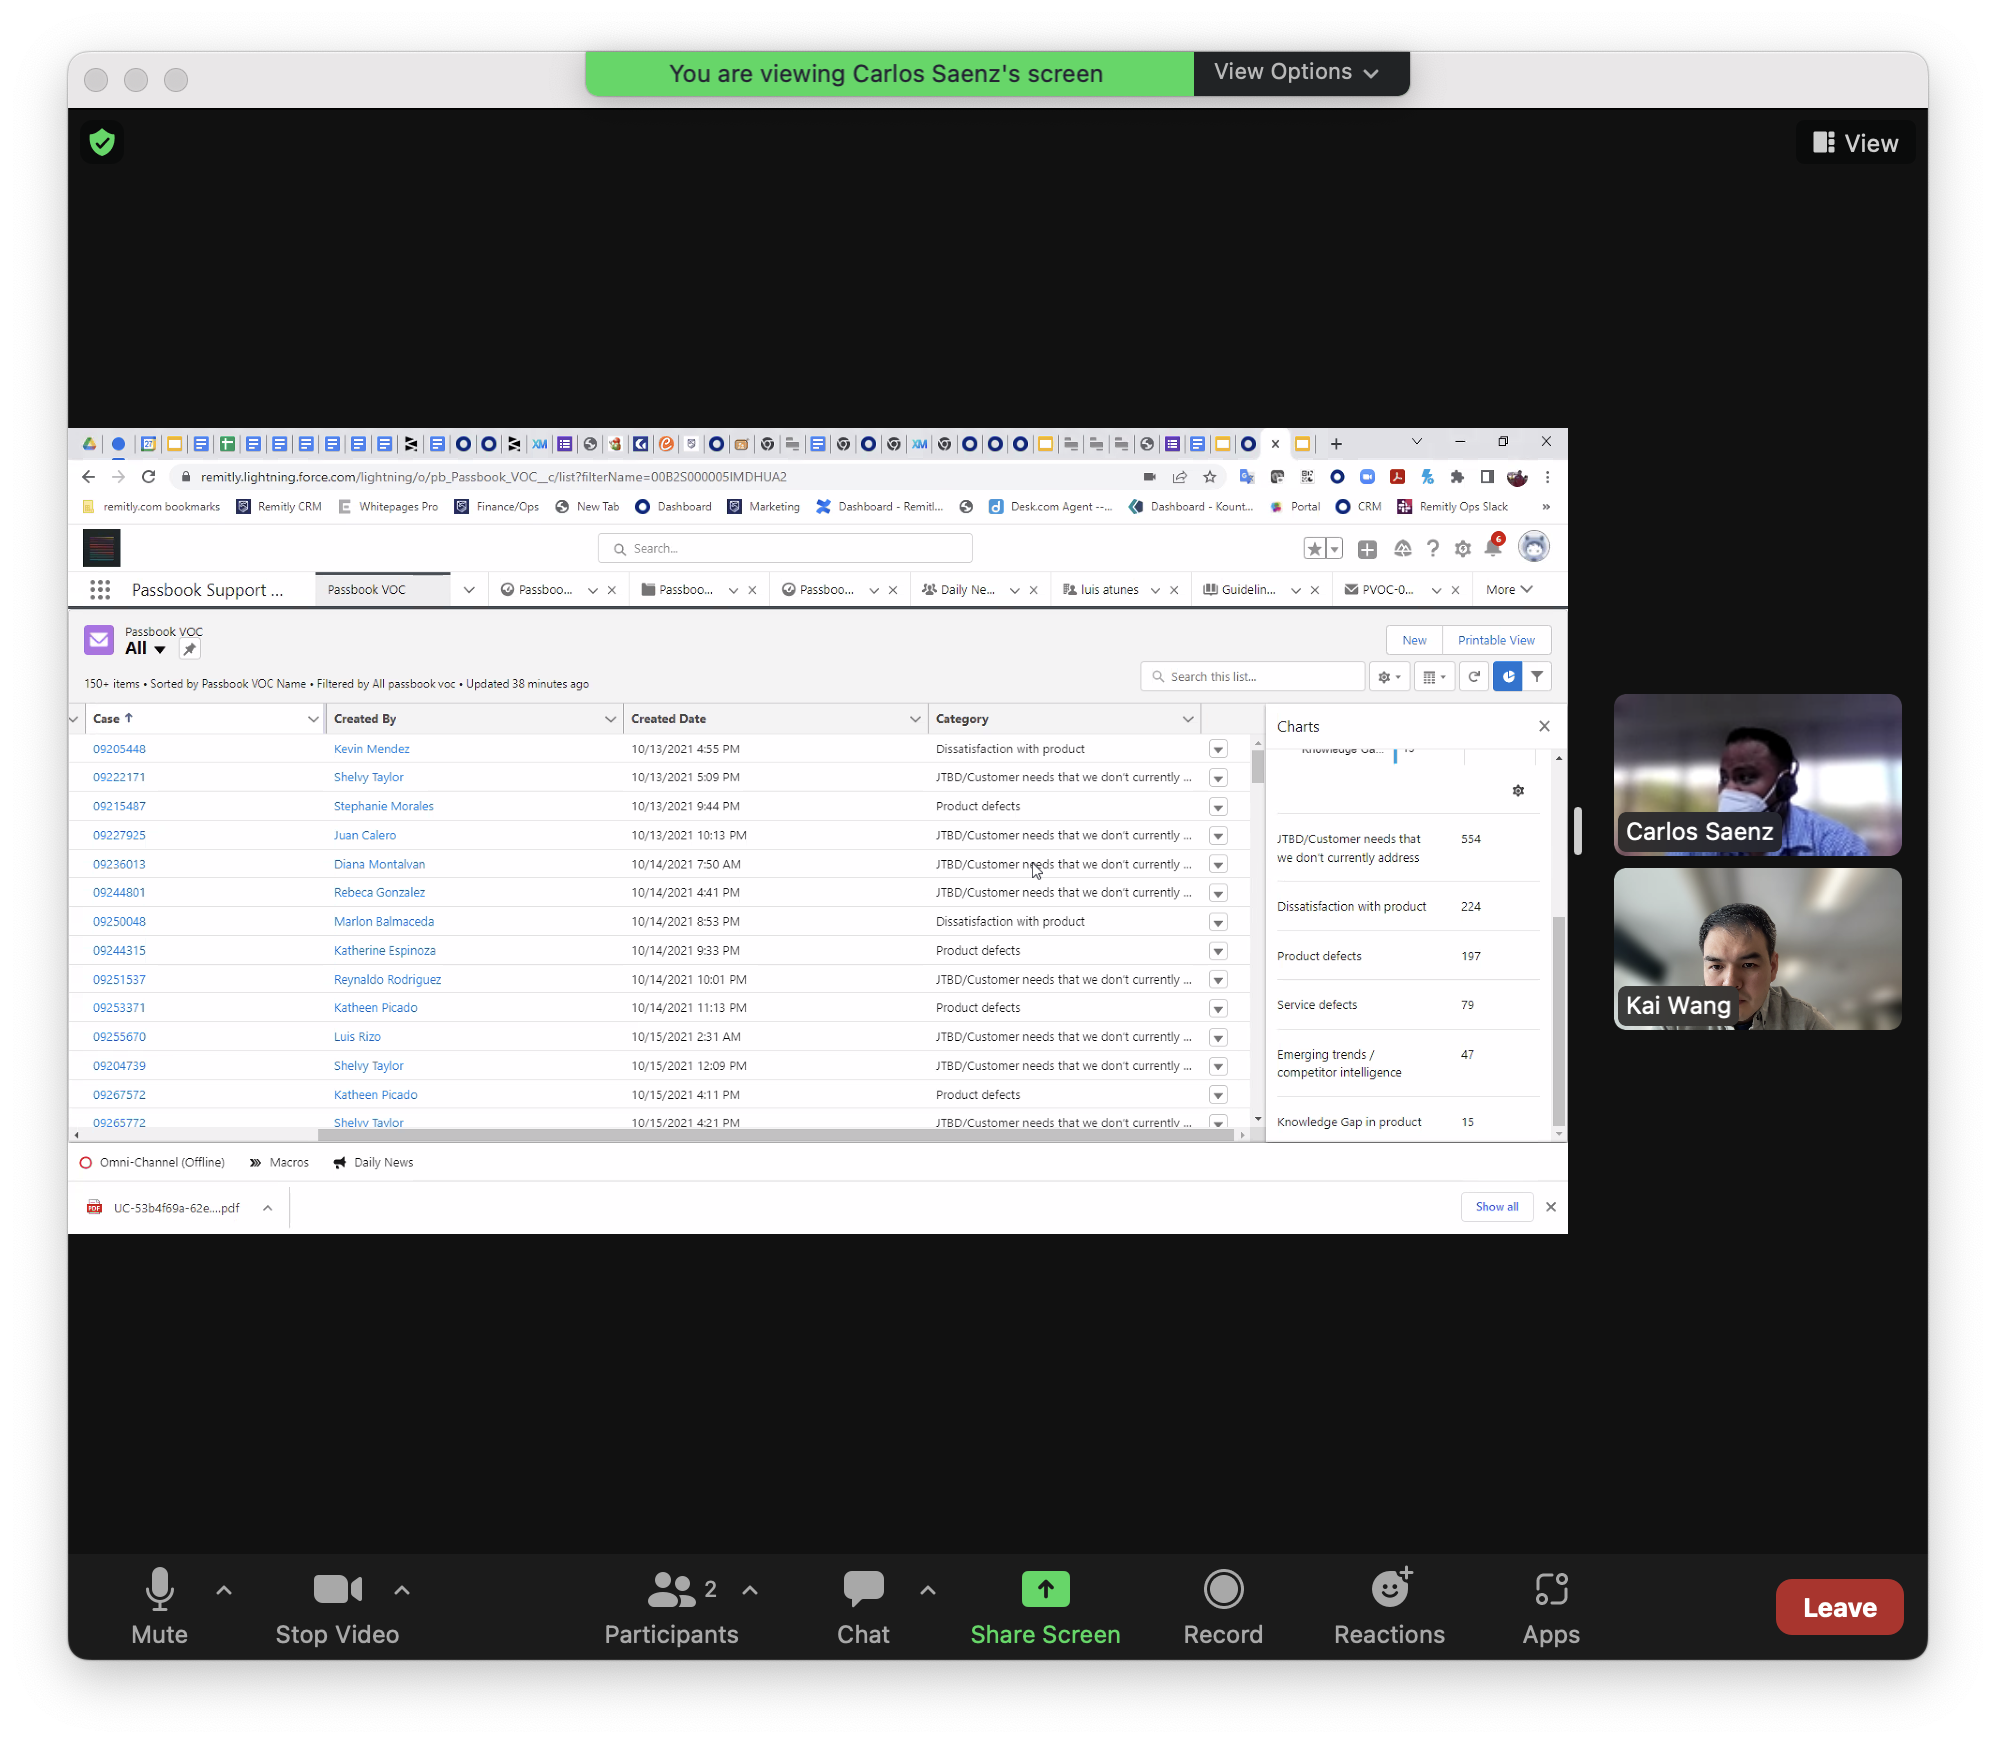 You are viewing Carlos Saenz's screen
View Options
View
remitly.lightning.force.com/lightning/o/pb_Passbook_VOC__c/list?filterName=00B2S000005IMDHUA2
remitly.com bookmarks
Remitly CRM
Whitepages Pro
Finance/Ops
New Tab
Dashboard
Marketing
Dashboard - Remitl...
Desk.com Agent --...
Dashboard - Kount...
Portal
CRM
Remitly Ops Slack
»
Search...
6
Passbook Support ...
Passbook VOC
Passboo...
Passboo...
Passboo...
Daily Ne...
luis atunes
Guidelin...
PVOC-0...
More
Passbook VOC
All
New
Printable View
150+ items • Sorted by Passbook VOC Name • Filtered by All passbook voc • Updated 38 minutes ago
Search this list...
Case ↑ Created By Created Date Category
09205448 Kevin Mendez 10/13/2021 4:55 PM Dissatisfaction with product
09222171 Shelvy Taylor 10/13/2021 5:09 PM JTBD/Customer needs that we don't currently ...
09215487 Stephanie Morales 10/13/2021 9:44 PM Product defects
09227925 Juan Calero 10/13/2021 10:13 PM JTBD/Customer needs that we don't currently ...
09236013 Diana Montalvan 10/14/2021 7:50 AM JTBD/Customer needs that we don't currently ...
09244801 Rebeca Gonzalez 10/14/2021 4:41 PM JTBD/Customer needs that we don't currently ...
09250048 Marlon Balmaceda 10/14/2021 8:53 PM Dissatisfaction with product
09244315 Katherine Espinoza 10/14/2021 9:33 PM Product defects
09251537 Reynaldo Rodriguez 10/14/2021 10:01 PM JTBD/Customer needs that we don't currently ...
09253371 Katheen Picado 10/14/2021 11:13 PM Product defects
09255670 Luis Rizo 10/15/2021 2:31 AM JTBD/Customer needs that we don't currently ...
09204739 Shelvy Taylor 10/15/2021 12:09 PM JTBD/Customer needs that we don't currently ...
09267572 Katheen Picado 10/15/2021 4:11 PM Product defects
09265772 Shelvy Taylor 10/15/2021 4:21 PM JTBD/Customer needs that we don't currently ...
Charts
Knowledge Ga...
JTBD/Customer needs that 554
we don't currently address
Dissatisfaction with product 224
Product defects 197
Service defects 79
Emerging trends / 47
competitor intelligence
Knowledge Gap in product 15
Omni-Channel (Offline)
Macros
Daily News
UC-53b4f69a-62e....pdf
Show all
Carlos Saenz
Kai Wang
Mute
Stop Video
2
Participants
Chat
Share Screen
Record
Reactions
Apps
Leave